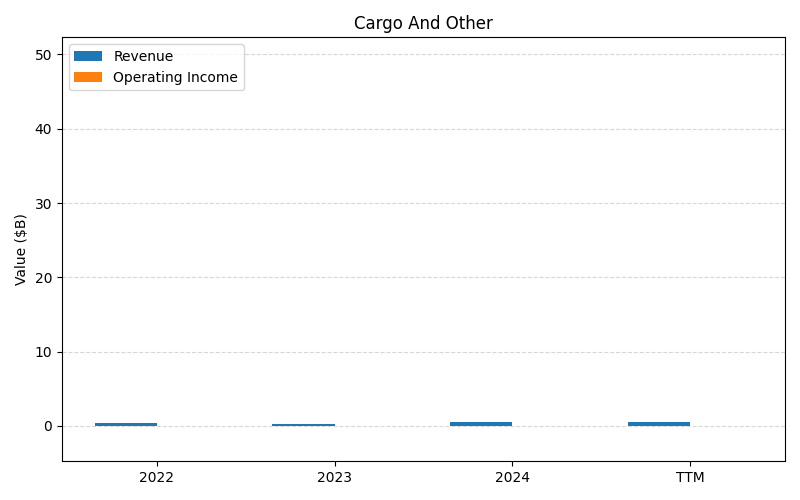 Cargo And Other
Revenue
Operating Income
Value ($B)
50
40
30
20
10
0
2022
2023
2024
TTM